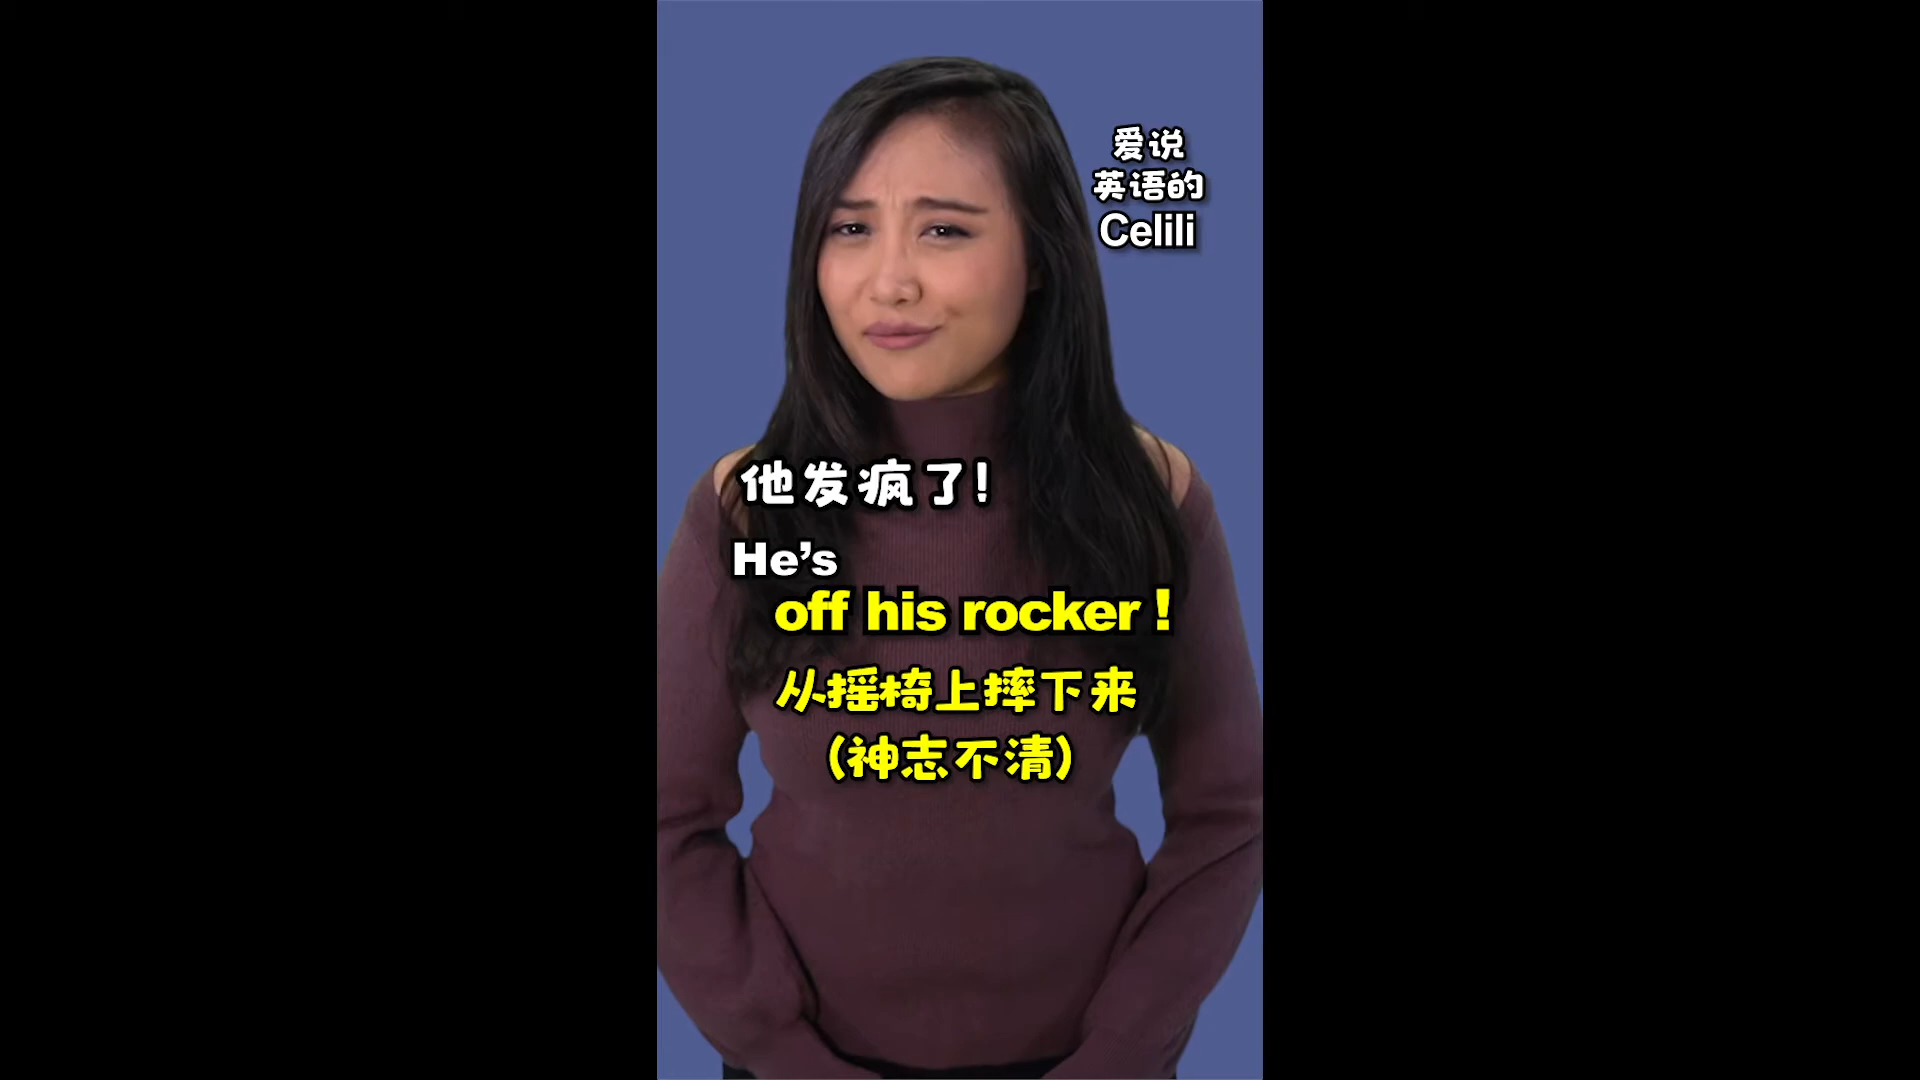 爱说
英语的
Celili
他发疯了!
He's
off his rocker!
从摇椅上摔下来
(神志不清)